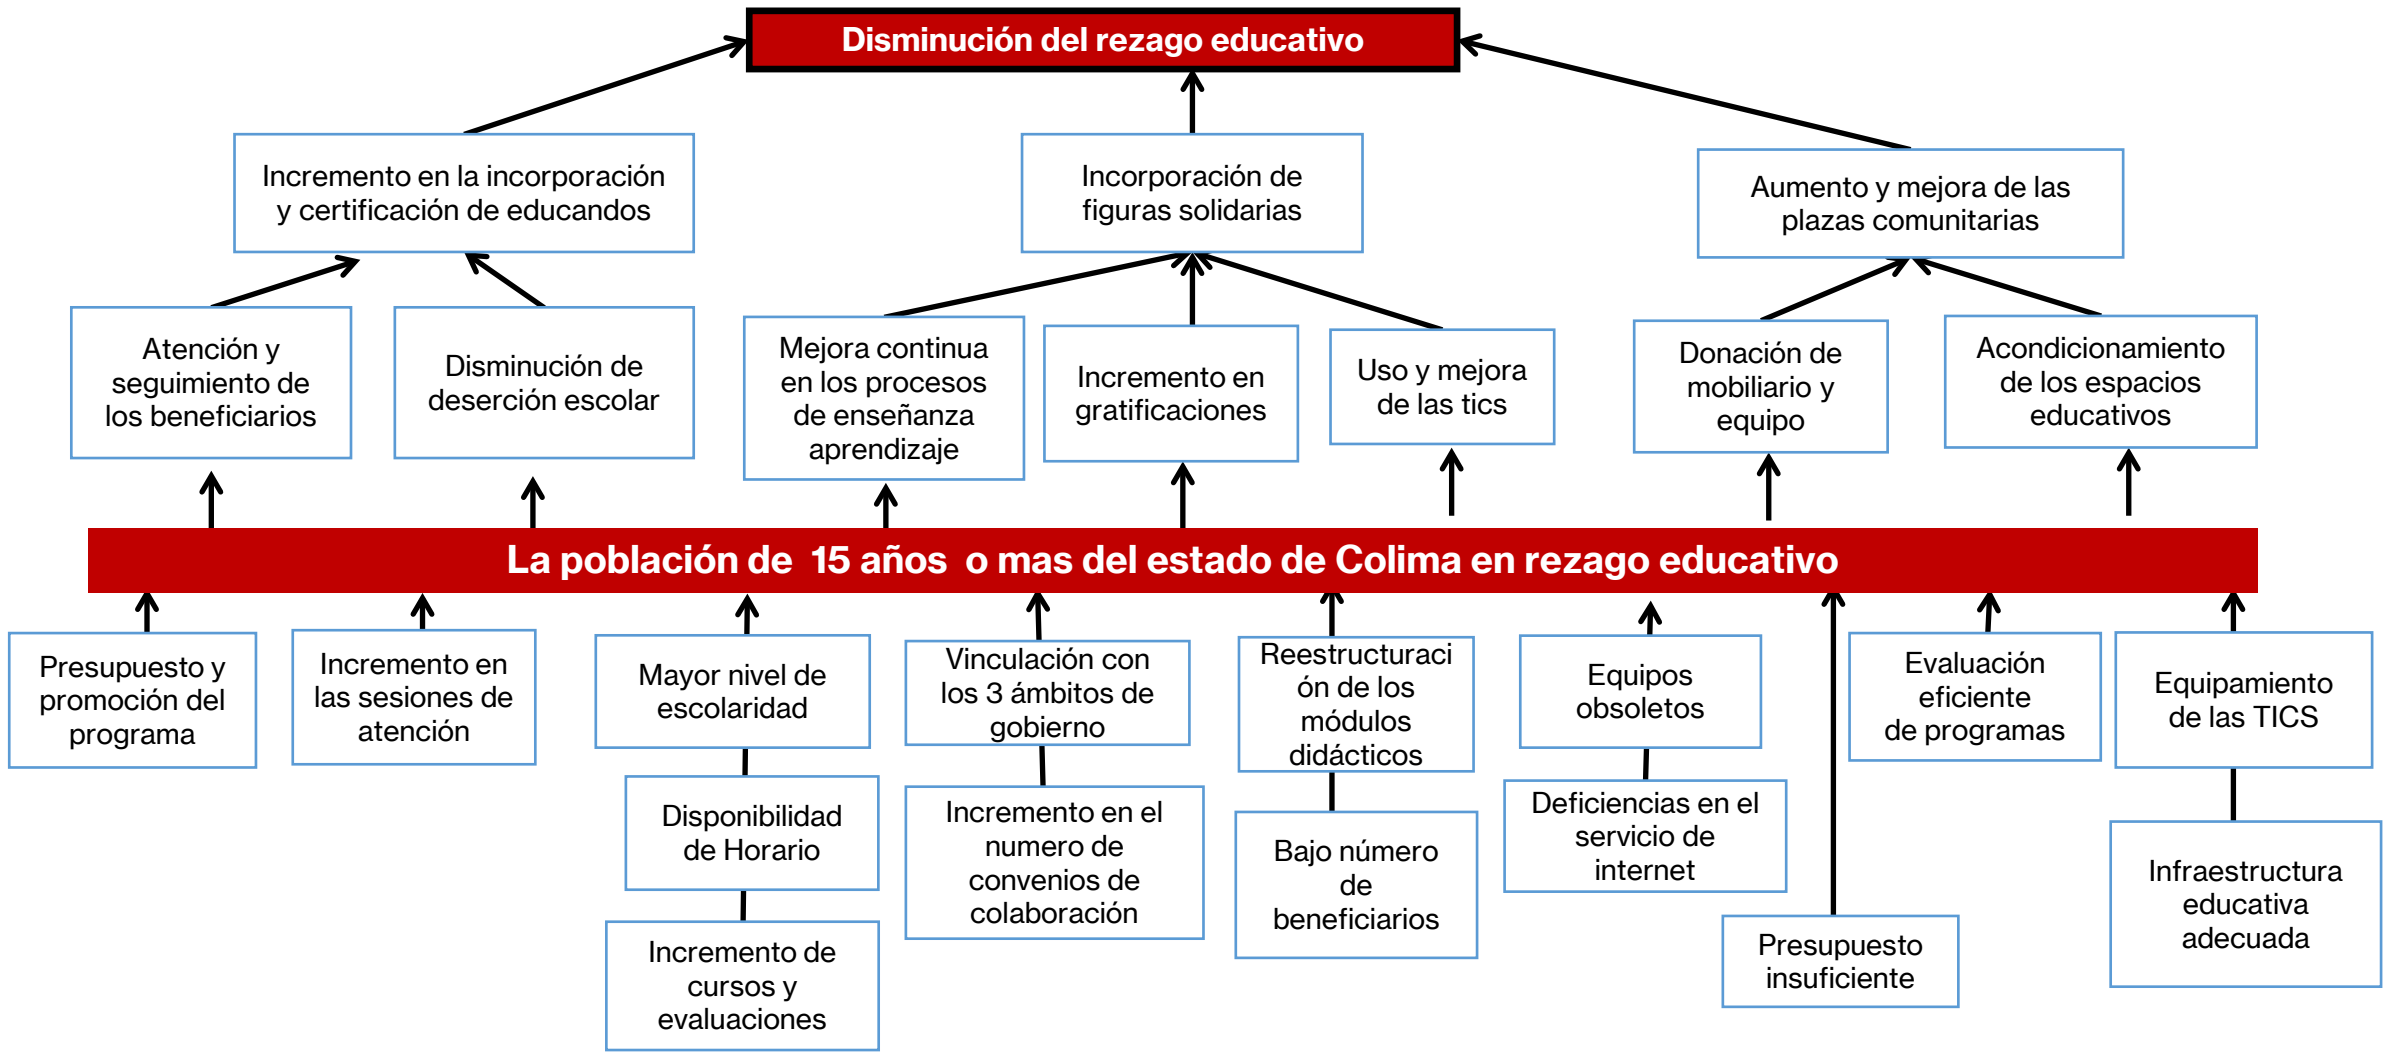 Disminución del rezago educativo
Incremento en la incorporación
y certificación de educandos
Incorporación de
figuras solidarias
Aumento y mejora de las
plazas comunitarias
Atención y
seguimiento de
los beneficiarios
Disminución de
deserción escolar
Mejora continua
en los procesos
de enseñanza
aprendizaje
Incremento en
gratificaciones
Uso y mejora
de las tics
Donación de
mobiliario y
equipo
Acondicionamiento
de los espacios
educativos
La población de 15 años o mas del estado de Colima en rezago educativo
Presupuesto y
promoción del
programa
Incremento en
las sesiones de
atención
Mayor nivel de
escolaridad
Vinculación con
los 3 ámbitos de
gobierno
Reestructuraci
ón de los
módulos
didácticos
Equipos
obsoletos
Evaluación
eficiente
de programas
Equipamiento
de las TICS
Disponibilidad
de Horario
Incremento en el
numero de
convenios de
colaboración
Bajo número
de
beneficiarios
Deficiencias en el
servicio de
internet
Infraestructura
educativa
adecuada
Incremento de
cursos y
evaluaciones
Presupuesto
insuficiente